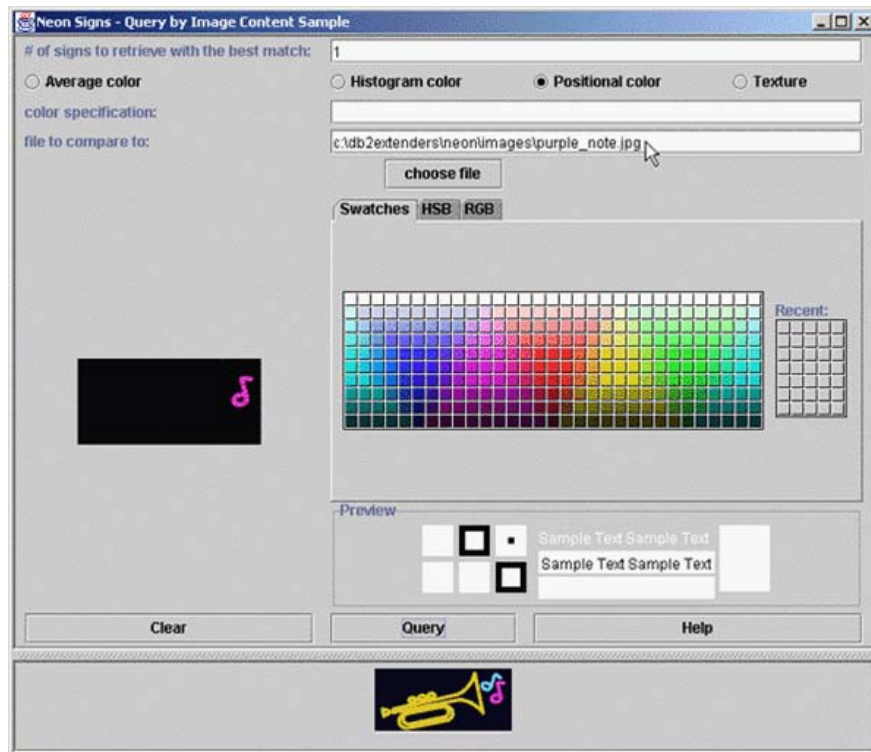 Neon Signs - Query by Image Content Sample
# of signs to retrieve with the best match: 1
Average color Histogram color Positional color Texture
color specification:
file to compare to: c:\db2extenders\neon\images\purple_note.jpg
choose file
Swatches HSB RGB
Recent:
Preview
Sample Text Sample Text
Sample Text Sample Text
Clear Query Help